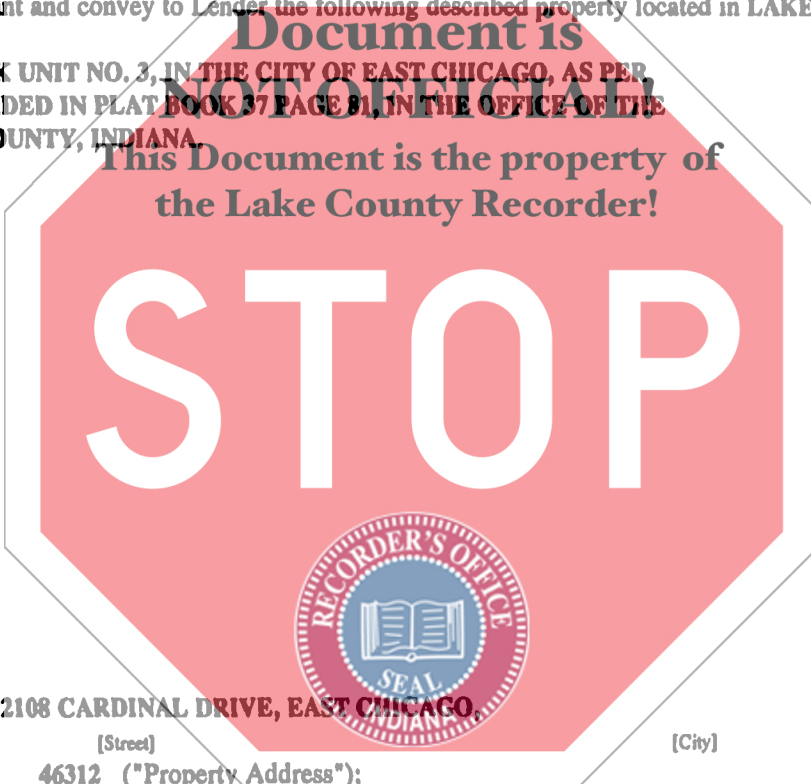 nt and convey to Lender the following described property located in LAKE
Document is
UNIT NO. 3, IN THE CITY OF EAST CHICAGO, AS PER
NOT OFFICIAL!
DED IN PLAT BOOK 37 PAGE 81, IN THE OFFICE OF THE
OUNTY, INDIANA.
This Document is the property of
the Lake County Recorder!
STOP
RECORDER'S OFFICE
SEAL
INDIANA
2108 CARDINAL DRIVE, EAST CHICAGO,
[Street] [City]
46312 ("Property Address");